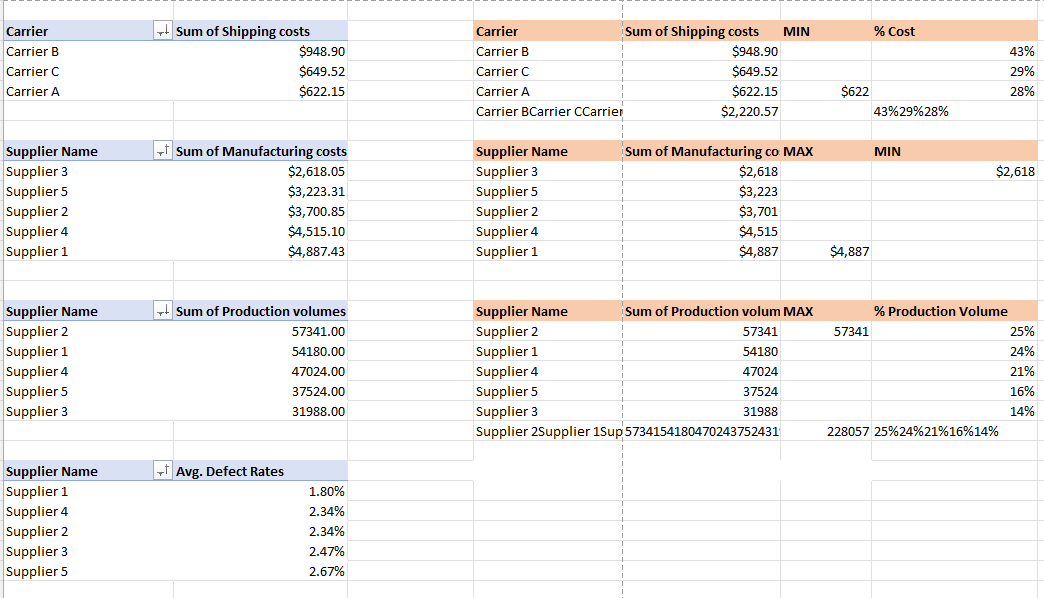 Carrier Sum of Shipping costs Carrier Sum of Shipping costs MIN % Cost
Carrier B $948.90 Carrier B $948.90 43%
Carrier C $649.52 Carrier C $649.52 29%
Carrier A $622.15 Carrier A $622.15 $622 28%
Carrier BCarrier CCarrier $2,220.57 43%29%28%
Supplier Name Sum of Manufacturing costs Supplier Name Sum of Manufacturing co MAX MIN
Supplier 3 $2,618.05 Supplier 3 $2,618 $2,618
Supplier 5 $3,223.31 Supplier 5 $3,223
Supplier 2 $3,700.85 Supplier 2 $3,701
Supplier 4 $4,515.10 Supplier 4 $4,515
Supplier 1 $4,887.43 Supplier 1 $4,887 $4,887
Supplier Name Sum of Production volumes Supplier Name Sum of Production volum MAX % Production Volume
Supplier 2 57341.00 Supplier 2 57341 57341 25%
Supplier 1 54180.00 Supplier 1 54180 24%
Supplier 4 47024.00 Supplier 4 47024 21%
Supplier 5 37524.00 Supplier 5 37524 16%
Supplier 3 31988.00 Supplier 3 31988 14%
Supplier 2Supplier 1Sup 5734154180470243752431 228057 25%24%21%16%14%
Supplier Name Avg. Defect Rates
Supplier 1 1.80%
Supplier 4 2.34%
Supplier 2 2.34%
Supplier 3 2.47%
Supplier 5 2.67%